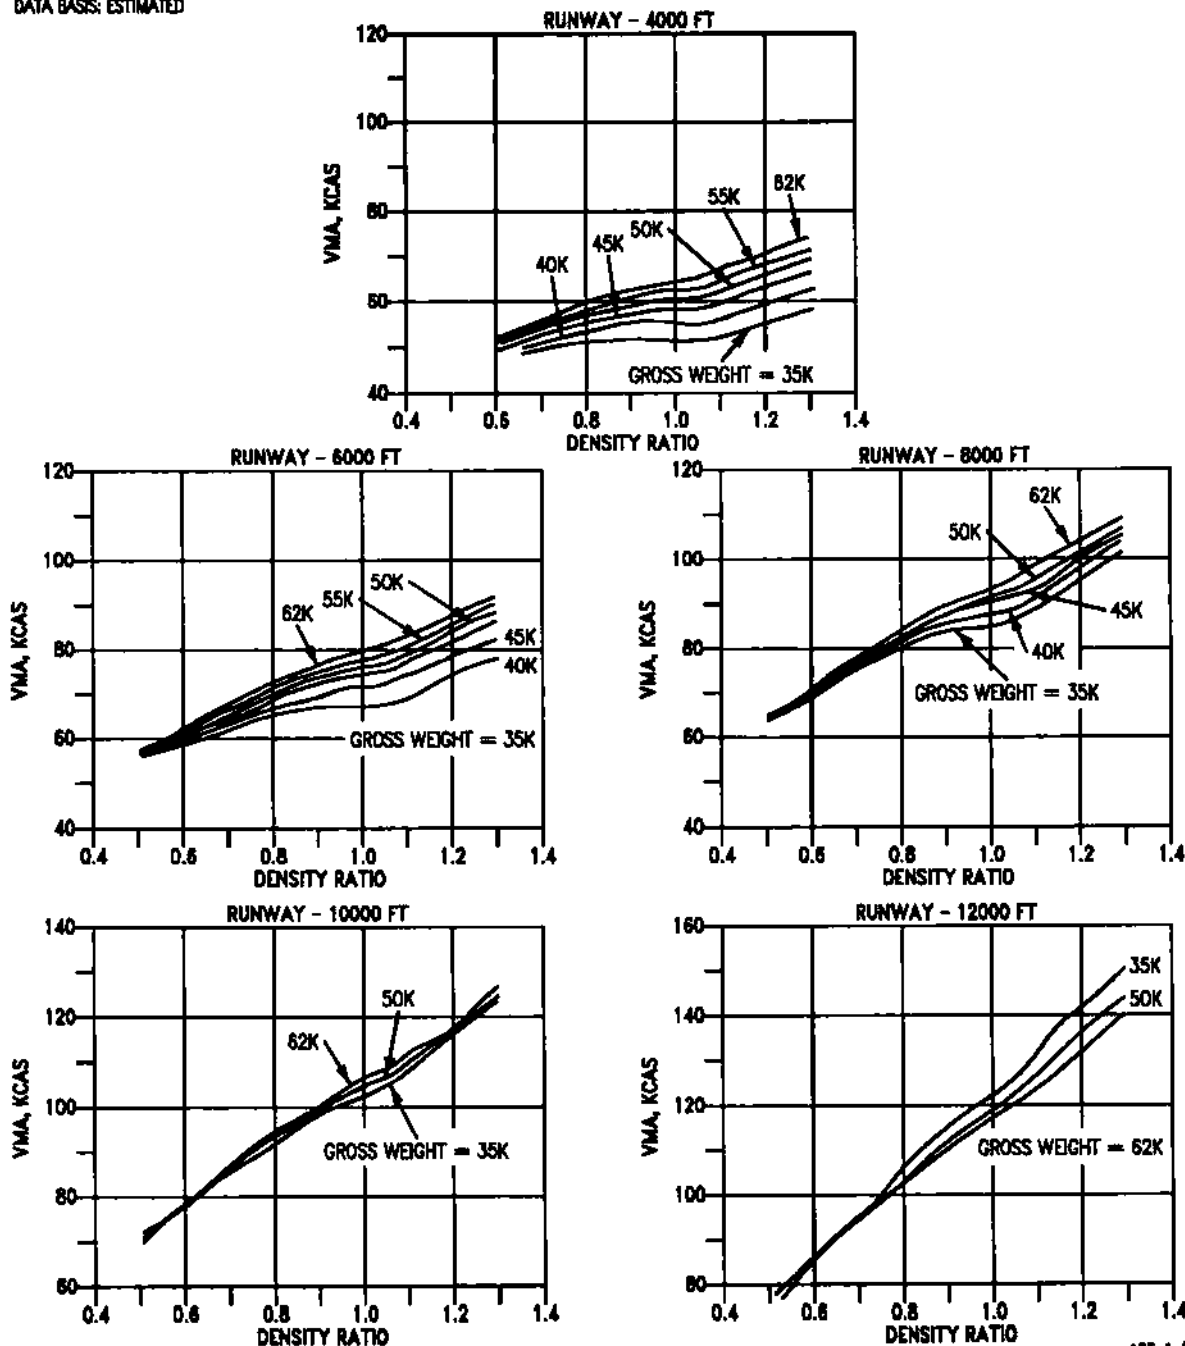 DATA BASIS: ESTIMATED
RUNWAY - 4000 FT
120
100
80
60
40
VMA, KCAS
62K
55K
50K
45K
40K
GROSS WEIGHT = 35K
0.4 0.6 0.8 1.0 1.2 1.4
DENSITY RATIO
RUNWAY - 6000 FT
120
100
80
60
40
VMA, KCAS
50K
55K
62K
45K
40K
GROSS WEIGHT = 35K
0.4 0.6 0.8 1.0 1.2 1.4
DENSITY RATIO
RUNWAY - 8000 FT
120
100
80
60
40
VMA, KCAS
62K
50K
45K
40K
GROSS WEIGHT = 35K
0.4 0.6 0.8 1.0 1.2 1.4
DENSITY RATIO
RUNWAY - 10000 FT
140
120
100
80
60
VMA, KCAS
50K
62K
GROSS WEIGHT = 35K
0.4 0.6 0.8 1.0 1.2 1.4
DENSITY RATIO
RUNWAY - 12000 FT
160
140
120
100
80
VMA, KCAS
35K
50K
GROSS WEIGHT = 62K
0.4 0.6 0.8 1.0 1.2 1.4
DENSITY RATIO